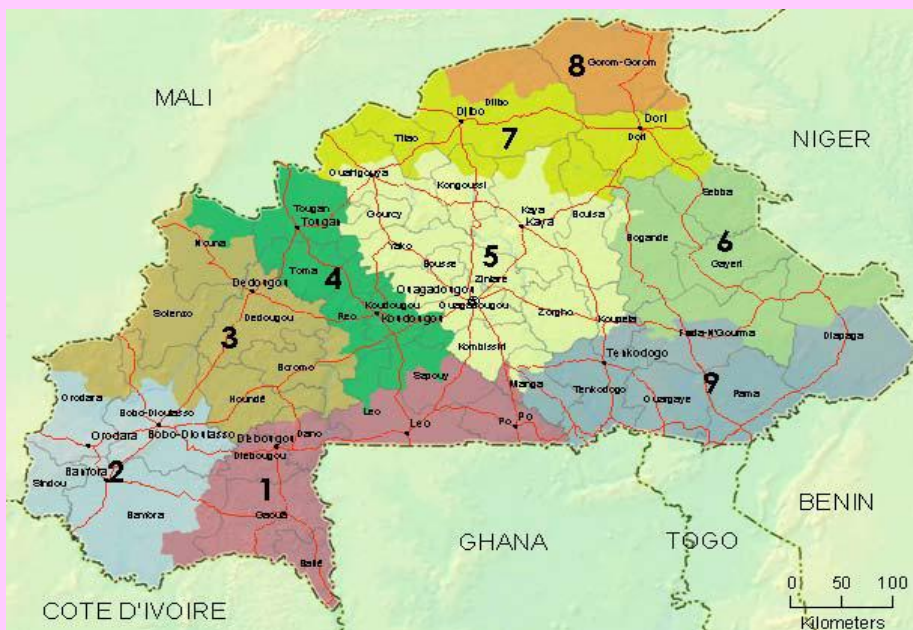 8
Gorom-Gorom
MALI
Djibo
Djibo
Dori
Dori
7
Titao
NIGER
Ouahigouya
Kongoussi
Sebba
Tougan
Tougan
Gourcy
Kaya
Kaya
Boulsa
Nouna
Yako
Bogande
6
Toma
4
Bousse
5
Ziniare
Gayeri
Dedougou
Ouagadougou
Ouagadougou
Solenzo
Dedougou
Reo
Koudougou
Koudougou
Zorgho
Koupela
Fada-N'Gourma
Diapaga
3
Kombissiri
Tenkodogo
Boromo
Sapouy
Manga
Tenkodogo
9
Orodara
Houndé
Ouargaye
Pama
Bobo-Dioulasso
Leo
Leo
Po
Po
Orodara
Bobo-Dioulasso
Diebougou
Dano
Diebougou
Banfora
2
Sindou
1
Banfora
Gaoua
BENIN
GHANA
TOGO
Batié
0 50 100
COTE D'IVOIRE
Kilometers